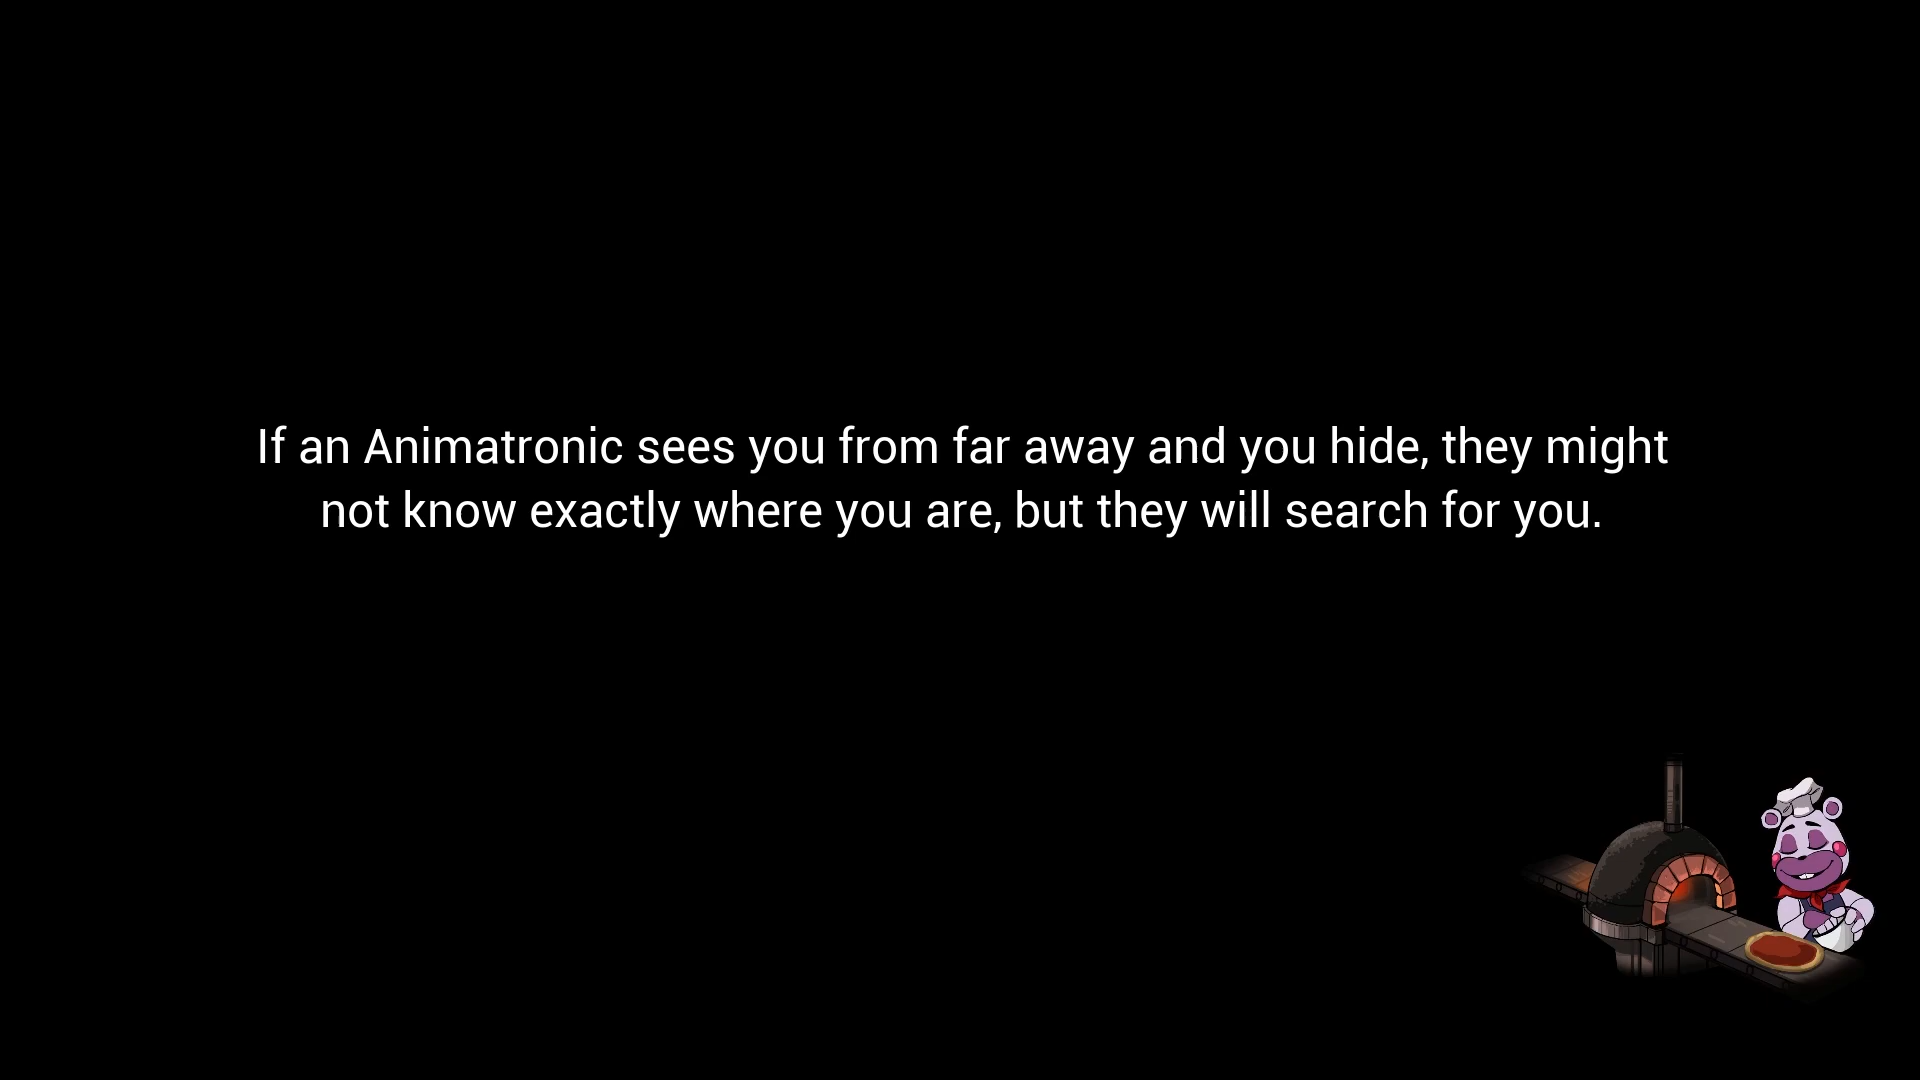 If an Animatronic sees you from far away and you hide, they might
not know exactly where you are, but they will search for you.